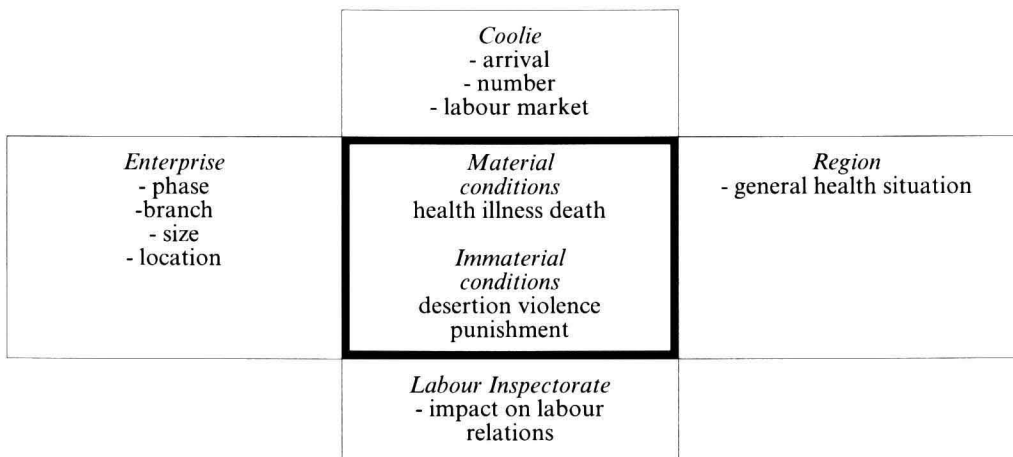 Coolie
- arrival
- number
- labour market
Enterprise
- phase
-branch
- size
- location
Material
conditions
health illness death
Immaterial
conditions
desertion violence
punishment
Region
- general health situation
Labour Inspectorate
- impact on labour
relations